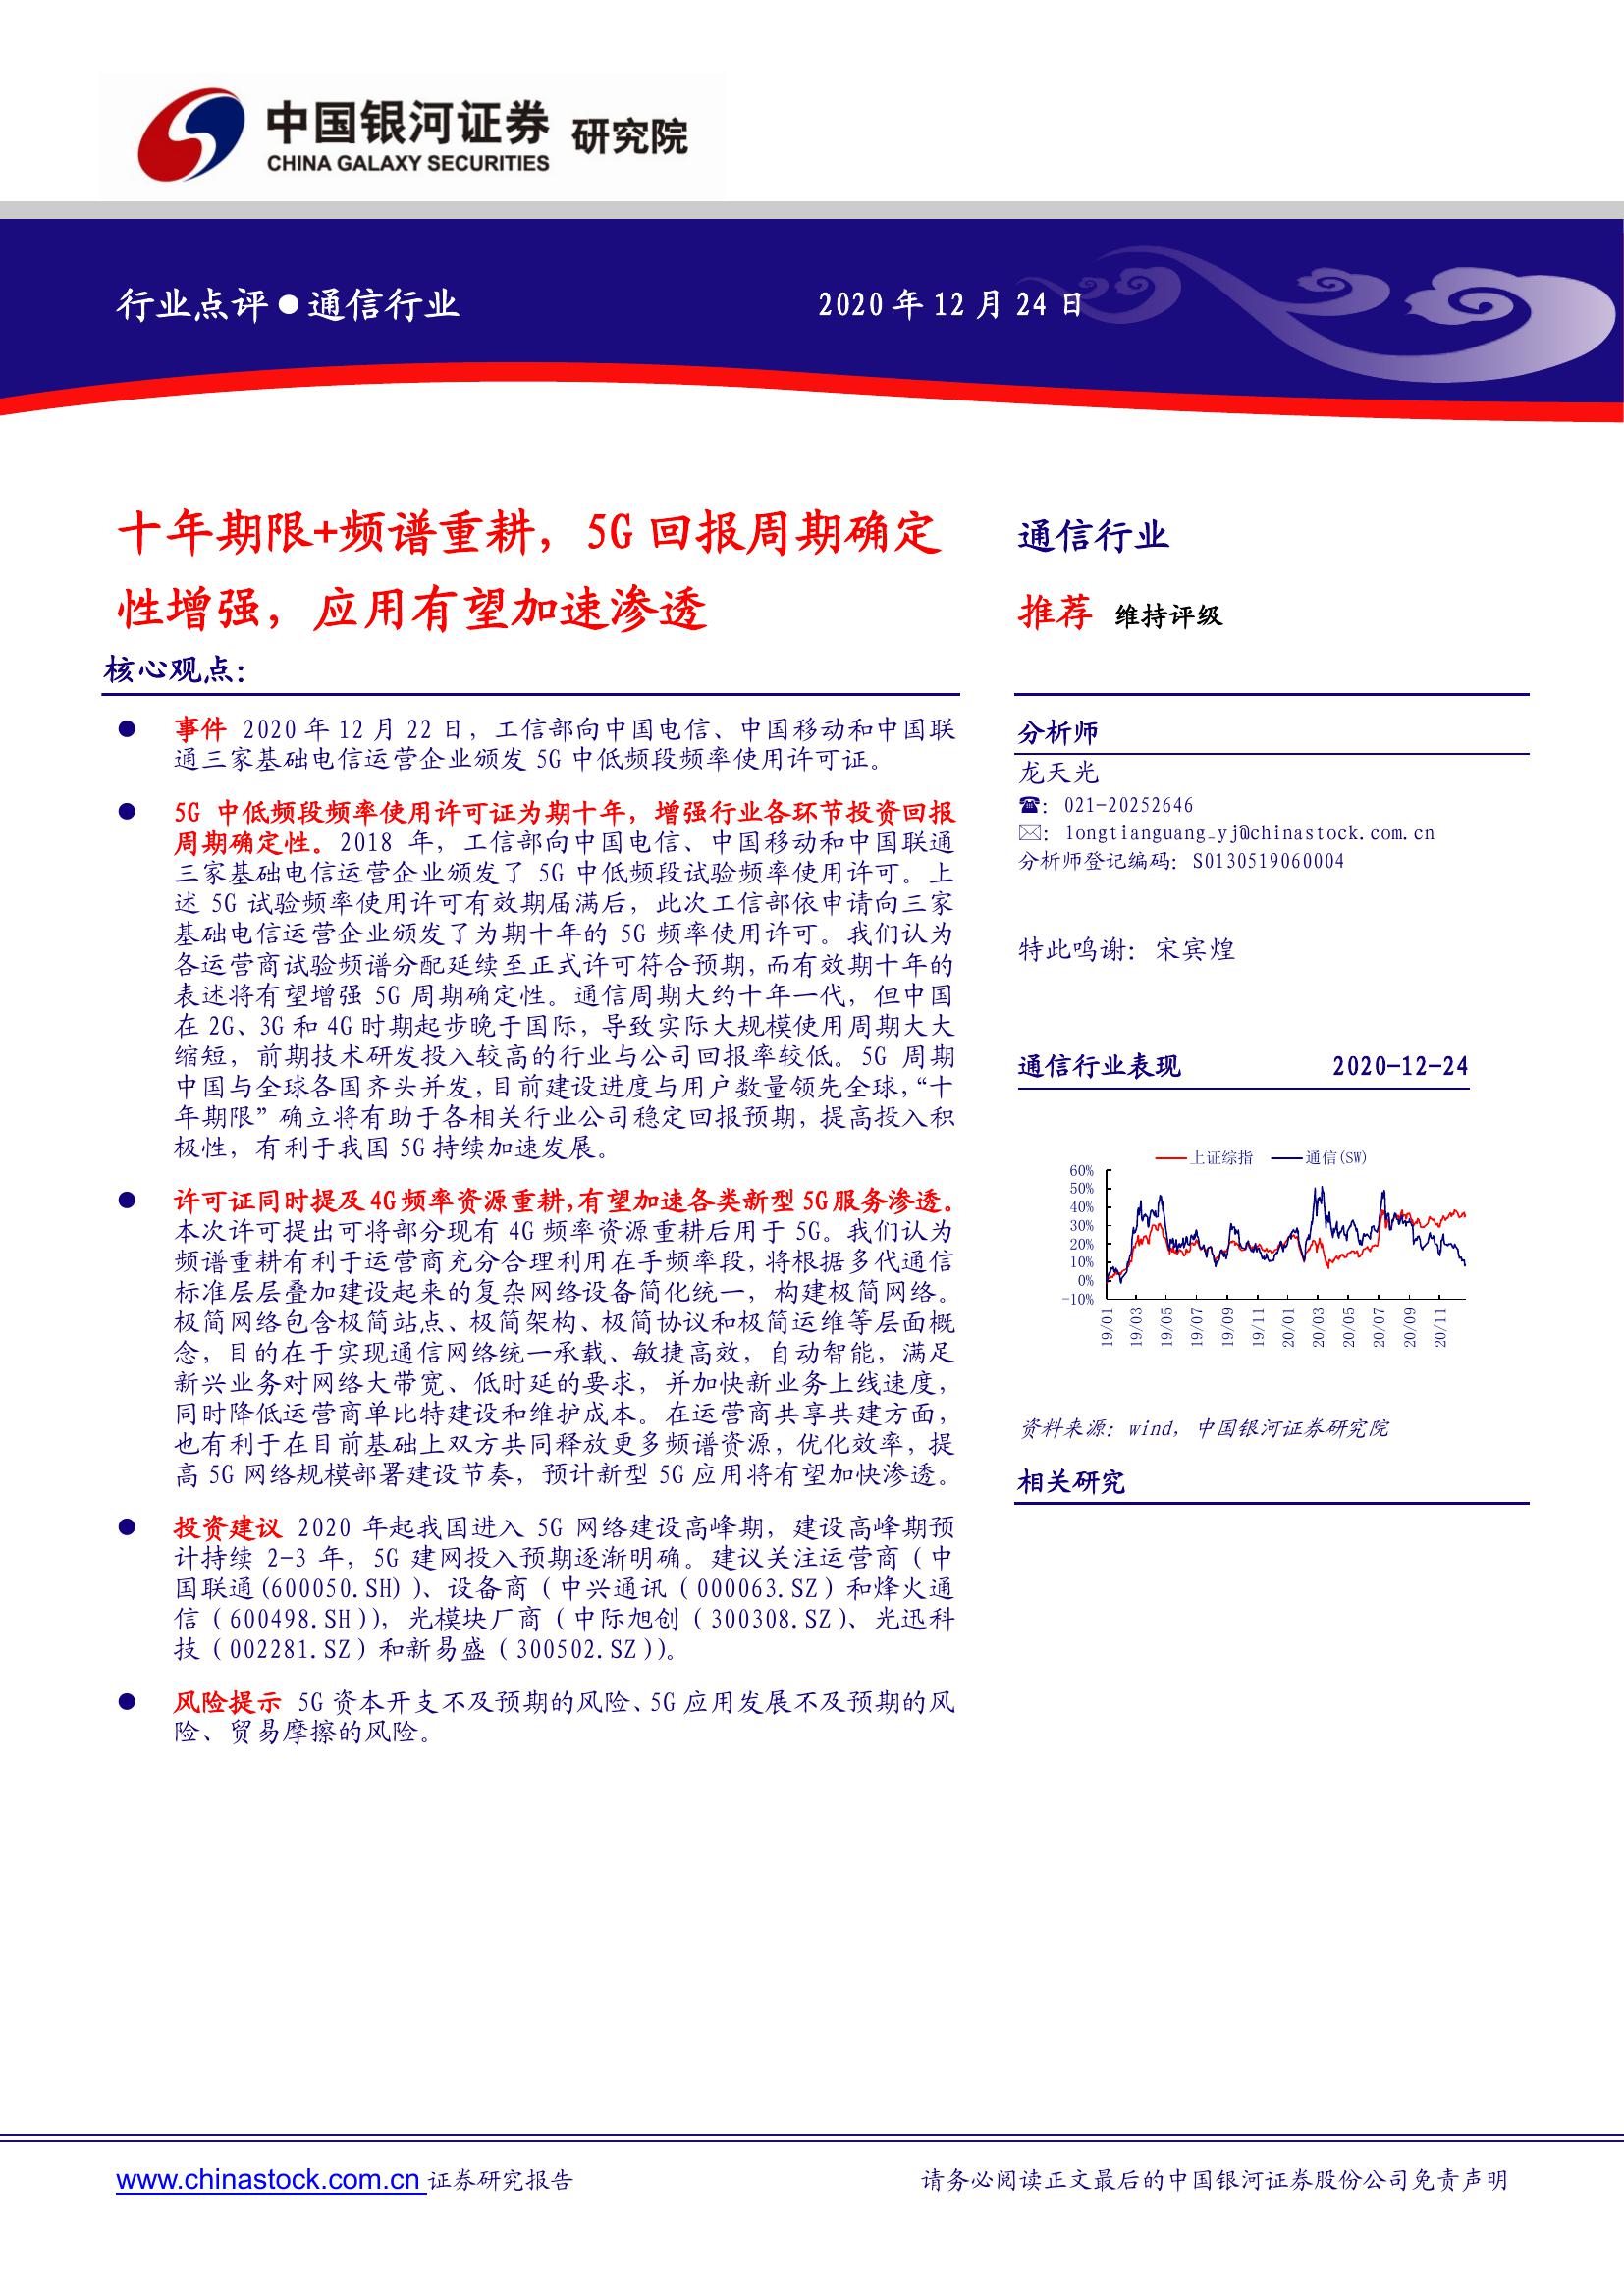 中国银河证券 研究院
CHINA GALAXY SECURITIES
行业点评●通信行业
2020 年 12 月 24 日
十年期限+频谱重耕，5G 回报周期确定
性增强，应用有望加速渗透
核心观点：
● 事件 2020 年 12 月 22 日，工信部向中国电信、中国移动和中国联
通三家基础电信运营企业颁发 5G 中低频段频率使用许可证。
● 5G 中低频段频率使用许可证为期十年，增强行业各环节投资回报
周期确定性。2018 年，工信部向中国电信、中国移动和中国联通
三家基础电信运营企业颁发了 5G 中低频段试验频率使用许可。上
述 5G 试验频率使用许可有效期届满后，此次工信部依申请向三家
基础电信运营企业颁发了为期十年的 5G 频率使用许可。我们认为
各运营商试验频谱分配延续至正式许可符合预期，而有效期十年的
表述将有望增强 5G 周期确定性。通信周期大约十年一代，但中国
在 2G、3G 和 4G 时期起步晚于国际，导致实际大规模使用周期大大
缩短，前期技术研发投入较高的行业与公司回报率较低。5G 周期
中国与全球各国齐头并发，目前建设进度与用户数量领先全球，“十
年期限”确立将有助于各相关行业公司稳定回报预期，提高投入积
极性，有利于我国 5G 持续加速发展。
● 许可证同时提及 4G 频率资源重耕，有望加速各类新型 5G 服务渗透。
本次许可提出可将部分现有 4G 频率资源重耕后用于 5G。我们认为
频谱重耕有利于运营商充分合理利用在手频率段，将根据多代通信
标准层层叠加建设起来的复杂网络设备简化统一，构建极简网络。
极简网络包含极简站点、极简架构、极简协议和极简运维等层面概
念，目的在于实现通信网络统一承载、敏捷高效，自动智能，满足
新兴业务对网络大带宽、低时延的要求，并加快新业务上线速度，
同时降低运营商单比特建设和维护成本。在运营商共享共建方面，
也有利于在目前基础上双方共同释放更多频谱资源，优化效率，提
高 5G 网络规模部署建设节奏，预计新型 5G 应用将有望加快渗透。
● 投资建议 2020 年起我国进入 5G 网络建设高峰期，建设高峰期预
计持续 2-3 年，5G 建网投入预期逐渐明确。建议关注运营商（中
国联通(600050.SH)）、设备商（中兴通讯（000063.SZ）和烽火通
信（600498.SH）），光模块厂商（中际旭创（300308.SZ）、光迅科
技（002281.SZ）和新易盛（300502.SZ））。
● 风险提示 5G 资本开支不及预期的风险、5G 应用发展不及预期的风
险、贸易摩擦的风险。
通信行业
推荐 维持评级
分析师
龙天光
☎：021-20252646
✉：longtianguang_yj@chinastock.com.cn
分析师登记编码：S0130519060004
特此鸣谢：宋宾煌
通信行业表现 2020-12-24
上证综指 通信(SW)
60%
50%
40%
30%
20%
10%
0%
-10%
19/01 19/03 19/05 19/07 19/09 19/11 20/01 20/03 20/05 20/07 20/09 20/11
资料来源：wind，中国银河证券研究院
相关研究
www.chinastock.com.cn 证券研究报告
请务必阅读正文最后的中国银河证券股份公司免责声明